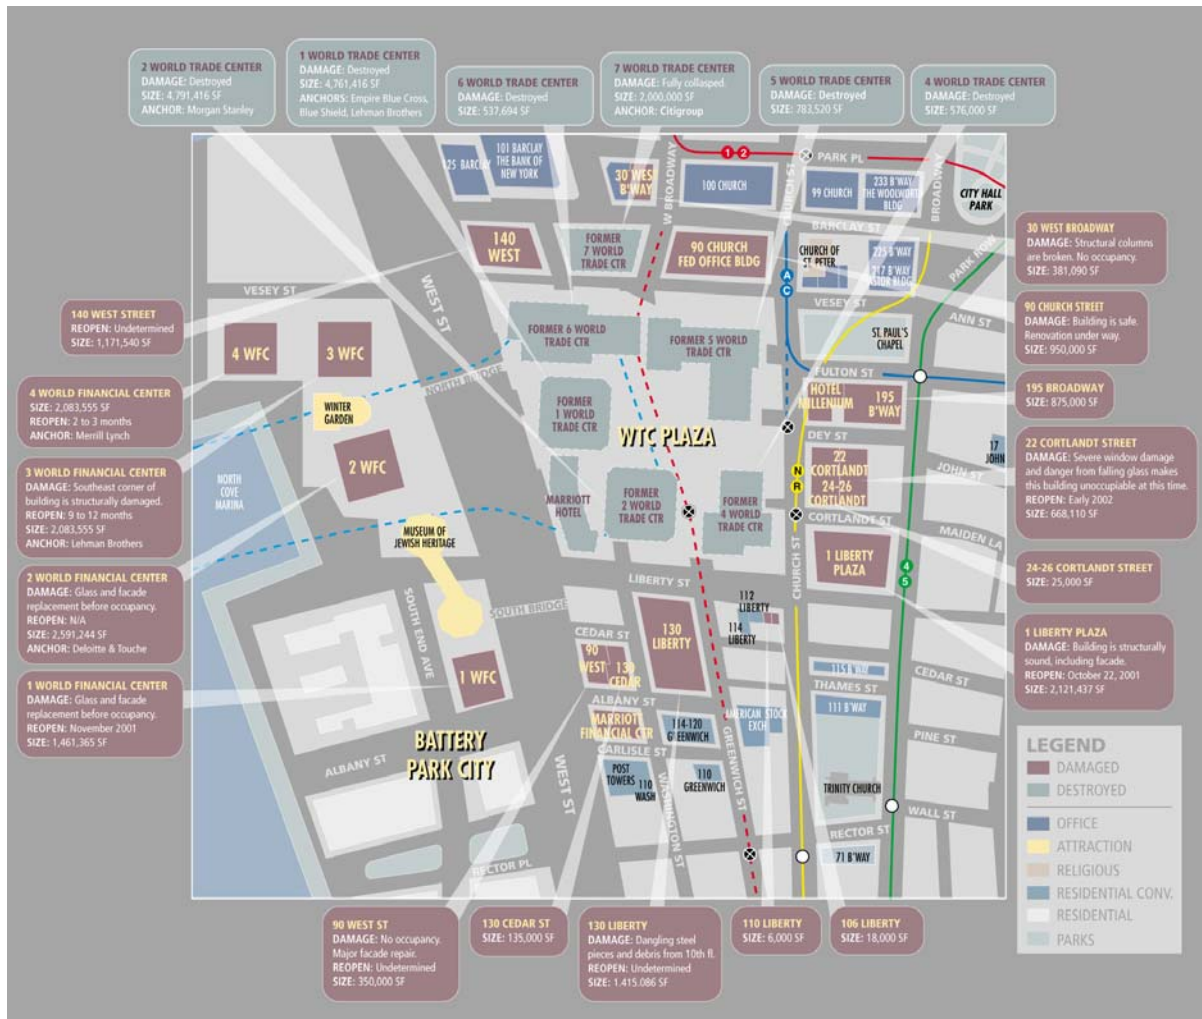 2 WORLD TRADE CENTER
DAMAGE: Destroyed
SIZE: 4,791,416 SF
ANCHOR: Morgan Stanley
1 WORLD TRADE CENTER
DAMAGE: Destroyed
SIZE: 4,761,416 SF
ANCHORS: Empire Blue Cross,
Blue Shield, Lehman Brothers
6 WORLD TRADE CENTER
DAMAGE: Destroyed
SIZE: 537,694 SF
7 WORLD TRADE CENTER
DAMAGE: Fully collasped.
SIZE: 2,000,000 SF
ANCHOR: Citigroup
5 WORLD TRADE CENTER
DAMAGE: Destroyed
SIZE: 783,520 SF
4 WORLD TRADE CENTER
DAMAGE: Destroyed
SIZE: 576,000 SF
140 WEST STREET
REOPEN: Undetermined
SIZE: 1,171,540 SF
4 WORLD FINANCIAL CENTER
SIZE: 2,083,555 SF
REOPEN: 2 to 3 months
ANCHOR: Merrill Lynch
3 WORLD FINANCIAL CENTER
DAMAGE: Southeast corner of
building is structurally damaged.
REOPEN: 9 to 12 months
SIZE: 2,083,555 SF
ANCHOR: Lehman Brothers
2 WORLD FINANCIAL CENTER
DAMAGE: Glass and facade
replacement before occupancy.
REOPEN: N/A
SIZE: 2,591,244 SF
ANCHOR: Deloitte & Touche
1 WORLD FINANCIAL CENTER
DAMAGE: Glass and facade
replacement before occupancy.
REOPEN: November 2001
SIZE: 1,461,365 SF
125 BARCLAY
101 BARCLAY
THE BANK OF
NEW YORK
30 WEST
B'WAY
W BROADWAY
1 2
100 CHURCH
CHURCH ST
PARK PL
99 CHURCH
233 B'WAY
THE WOOLWORTH
BLDG
BROADWAY
CITY HALL
PARK
BARCLAY ST
PARK ROW
140
WEST
FORMER
7 WORLD
TRADE CTR
90 CHURCH
FED OFFICE BLDG
CHURCH OF
ST. PETER
225 B'WAY
217 B'WAY
ASTOR BLDG
A
C
VESEY ST
WEST ST
VESEY ST
ST. PAUL'S
CHAPEL
ANN ST
4 WFC
3 WFC
FORMER 6 WORLD
TRADE CTR
FORMER 5 WORLD
TRADE CTR
FULTON ST
NORTH BRIDGE
WINTER
GARDEN
FORMER
1 WORLD
TRADE CTR
WTC PLAZA
HOTEL
MILLENIUM
195
B'WAY
DEY ST
17
JOHN
JOHN ST
2 WFC
NORTH
COVE
MARINA
MARRIOTT
HOTEL
FORMER
2 WORLD
TRADE CTR
FORMER
4 WORLD
TRADE CTR
N
R
22
CORTLANDT
24-26
CORTLANDT
CORTLANDT ST
MAIDEN LA
MUSEUM OF
JEWISH HERITAGE
1 LIBERTY
PLAZA
CHURCH ST
4
5
LIBERTY ST
SOUTH END AVE
SOUTH BRIDGE
112
LIBERTY
114
LIBERTY
130
LIBERTY
CEDAR ST
90
WEST
130
CEDAR
1 WFC
ALBANY ST
115 B'WAY
CEDAR ST
THAMES ST
111 B'WAY
AMERICAN STOCK
EXCH
MARRIOTT
FINANCIAL CTR
114-120
GREENWICH
CARLISLE ST
PINE ST
BATTERY
PARK CITY
ALBANY ST
WEST ST
POST
TOWERS
110
WASH
110
GREENWICH
GREENWICH ST
WASHINGTON ST
TRINITY CHURCH
WALL ST
RECTOR ST
71 B'WAY
RECTOR PL
30 WEST BROADWAY
DAMAGE: Structural columns
are broken. No occupancy.
SIZE: 381,090 SF
90 CHURCH STREET
DAMAGE: Building is safe.
Renovation under way.
SIZE: 950,000 SF
195 BROADWAY
SIZE: 875,000 SF
22 CORTLANDT STREET
DAMAGE: Severe window damage
and danger from falling glass makes
this building unoccupiable at this time.
REOPEN: Early 2002
SIZE: 668,110 SF
24-26 CORTLANDT STREET
SIZE: 25,000 SF
1 LIBERTY PLAZA
DAMAGE: Building is structurally
sound, including facade.
REOPEN: October 22, 2001
SIZE: 2,121,437 SF
LEGEND
DAMAGED
DESTROYED
OFFICE
ATTRACTION
RELIGIOUS
RESIDENTIAL CONV.
RESIDENTIAL
PARKS
90 WEST ST
DAMAGE: No occupancy.
Major facade repair.
REOPEN: Undetermined
SIZE: 350,000 SF
130 CEDAR ST
SIZE: 135,000 SF
130 LIBERTY
DAMAGE: Dangling steel
pieces and debris from 10th fl.
REOPEN: Undetermined
SIZE: 1.415.086 SF
110 LIBERTY
SIZE: 6,000 SF
106 LIBERTY
SIZE: 18,000 SF